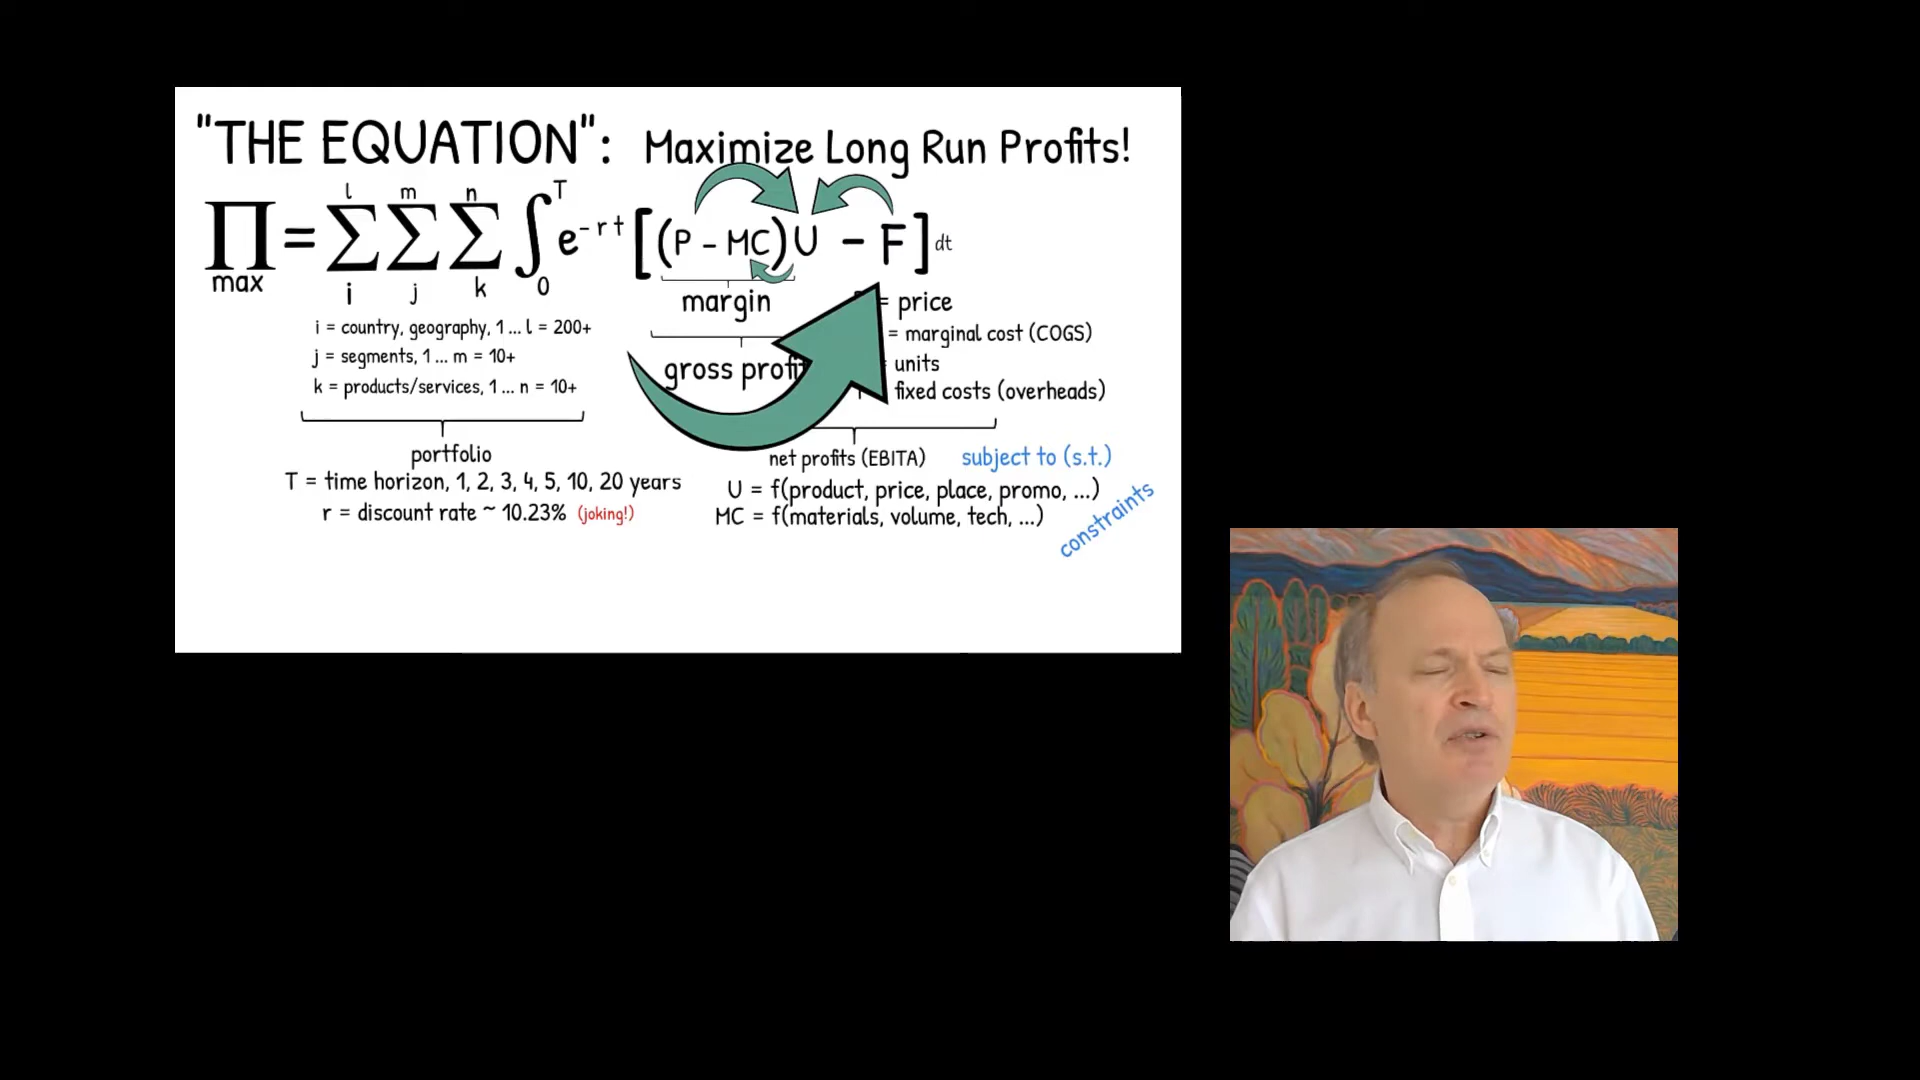 "THE EQUATION": Maximize Long Run Profits!
∏ max = ∑ i l ∑ j m ∑ k n ∫ 0 T e^-rt [(P - MC)U - F] dt
margin
gross profit
= price
= marginal cost (COGS)
units
fixed costs (overheads)
i = country, geography, 1 ... l = 200+
j = segments, 1 ... m = 10+
k = products/services, 1 ... n = 10+
portfolio
T = time horizon, 1, 2, 3, 4, 5, 10, 20 years
r = discount rate ~ 10.23% (joking!)
net profits (EBITA) subject to (s.t.)
U = f(product, price, place, promo, ...)
MC = f(materials, volume, tech, ...)
constraints